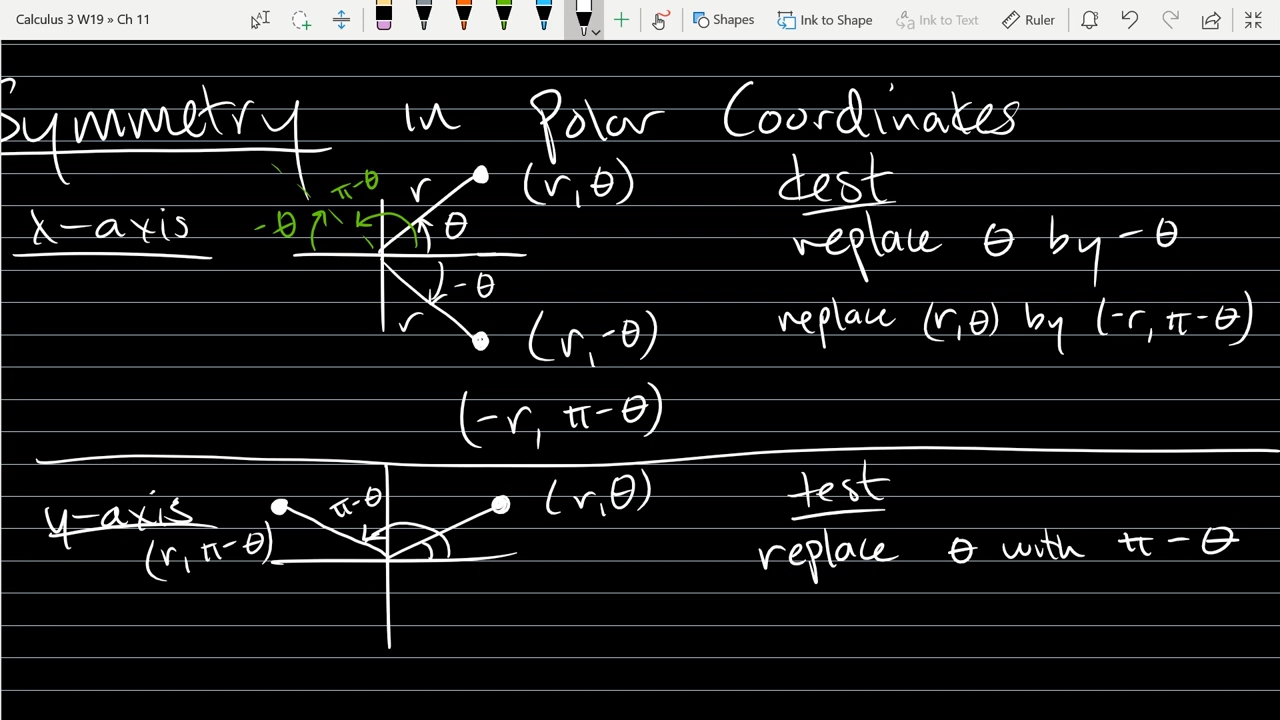 Calculus 3 W19 » Ch 11
Shapes
Ink to Shape
Ink to Text
Ruler
Symmetry in Polar Coordinates
x-axis
-θ
π-θ
r
θ
(r, θ)
-θ
r
(r, -θ)
(-r, π-θ)
test
replace θ by -θ
replace (r, θ) by (-r, π-θ)
y-axis
(r, π-θ)
π-θ
(r, θ)
test
replace θ with π-θ